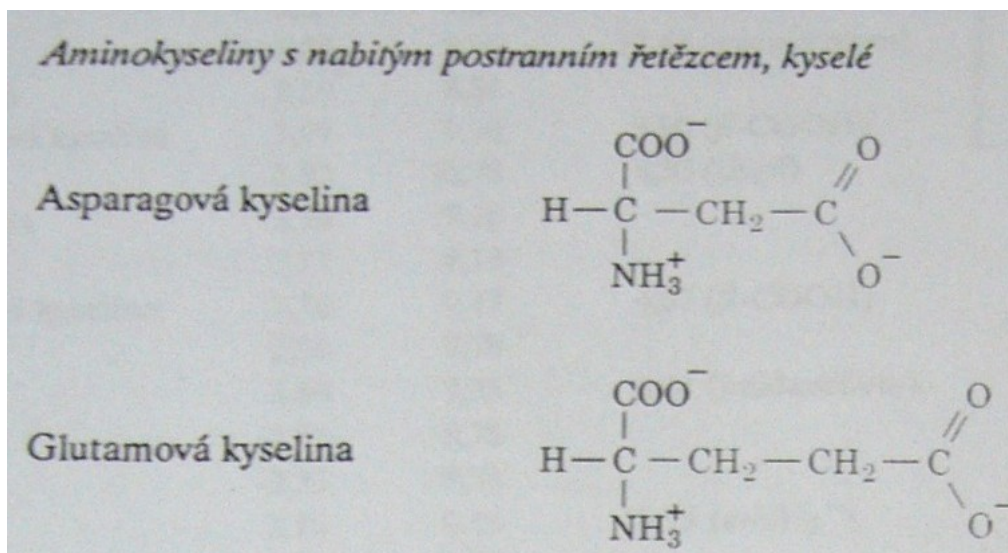 Aminokyseliny s nabitým postranním řetězcem, kyselé
COO⁻ O
Asparagová kyselina H—C—CH₂—C
NH₃⁺ O⁻
COO⁻ O
Glutamová kyselina H—C—CH₂—CH₂—C
NH₃⁺ O⁻